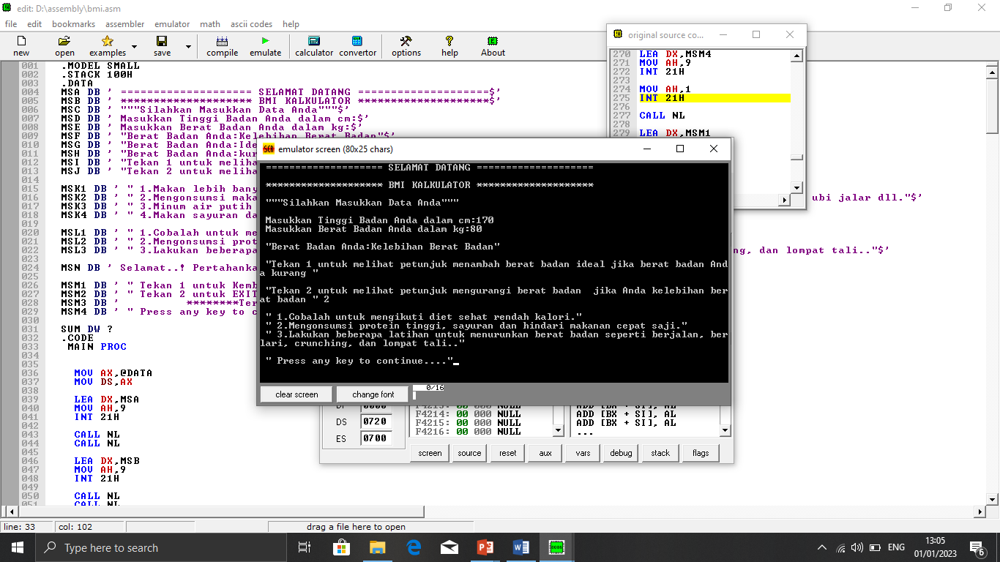 edit: D:\assembly\bmi.asm
file edit bookmarks assembler emulator math ascii codes help
new open examples save compile emulate calculator convertor options help About
001 .MODEL SMALL
002 .STACK 100H
003 .DATA
004 MSA DB ' ==================== SELAMAT DATANG ====================$'
005 MSB DB ' ******************** BMI KALKULATOR ********************$'
006 MSC DB ' """Silahkan Masukkan Data Anda"""$'
007 MSD DB ' Masukkan Tinggi Badan Anda dalam cm:$'
008 MSE DB ' Masukkan Berat Badan Anda dalam kg:$'
009 MSF DB ' "Berat Badan Anda:Kelebihan Berat Badan"$'
010 MSG DB ' "Berat Badan Anda:Ide
011 MSH DB ' "Berat Badan Anda:kur
012 MSI DB ' "Tekan 1 untuk meliha
013 MSJ DB ' "Tekan 2 untuk meliha
014
015 MSK1 DB ' " 1.Makan lebih bany
016 MSK2 DB ' " 2.Mengonsumsi maka ubi jalar dll."$'
017 MSK3 DB ' " 3.Minum air putih
018 MSK4 DB ' " 4.Makan sayuran da
019
020 MSL1 DB ' " 1.Cobalah untuk me
021 MSL2 DB ' " 2.Mengonsumsi prot
022 MSL3 DB ' " 3.Lakukan beberapa ng, dan lompat tali.."$'
023
024 MSN DB ' Selamat..! Pertahanka
025
026 MSM1 DB ' " Tekan 1 untuk Kemb
027 MSM2 DB ' " Tekan 2 untuk EXIT
028 MSM3 DB ' ********Ter
029 MSM4 DB ' " Press any key to c
030
031 SUM DW ?
032 .CODE
033 MAIN PROC
034
035
036 MOV AX,@DATA
037 MOV DS,AX
038
039 LEA DX,MSA
040 MOV AH,9
041 INT 21H
042
043 CALL NL
044 CALL NL
045
046 LEA DX,MSB
047 MOV AH,9
048 INT 21H
049
050 CALL NL
051 CALL NL
original source co...
270 LEA DX,MSM4
271 MOV AH,9
272 INT 21H
273
274 MOV AH,1
275 INT 21H
276
277 CALL NL
278
279 LEA DX,MSM1
emulator screen (80x25 chars)
==================== SELAMAT DATANG ====================
******************** BMI KALKULATOR ********************
"""Silahkan Masukkan Data Anda"""
Masukkan Tinggi Badan Anda dalam cm:170
Masukkan Berat Badan Anda dalam kg:80
"Berat Badan Anda:Kelebihan Berat Badan"
"Tekan 1 untuk melihat petunjuk menambah berat badan ideal jika berat badan And
a kurang "
"Tekan 2 untuk melihat petunjuk mengurangi berat badan  jika Anda kelebihan ber
at badan " 2
" 1.Cobalah untuk mengikuti diet sehat rendah kalori."
" 2.Mengonsumsi protein tinggi, sayuran dan hindari makanan cepat saji."
" 3.Lakukan beberapa latihan untuk menurunkan berat badan seperti berjalan, ber
lari, crunching, dan lompat tali.."
" Press any key to continue...."
clear screen change font 0/16
DS 0720
ES 0700
F4214: 00 000 NULL
F4215: 00 000 NULL
F4216: 00 000 NULL
ADD [BX + SI], AL
ADD [BX + SI], AL
...
screen source reset aux vars debug stack flags
line: 33 col: 102 drag a file here to open
Type here to search
ENG
13:05
01/01/2023
6